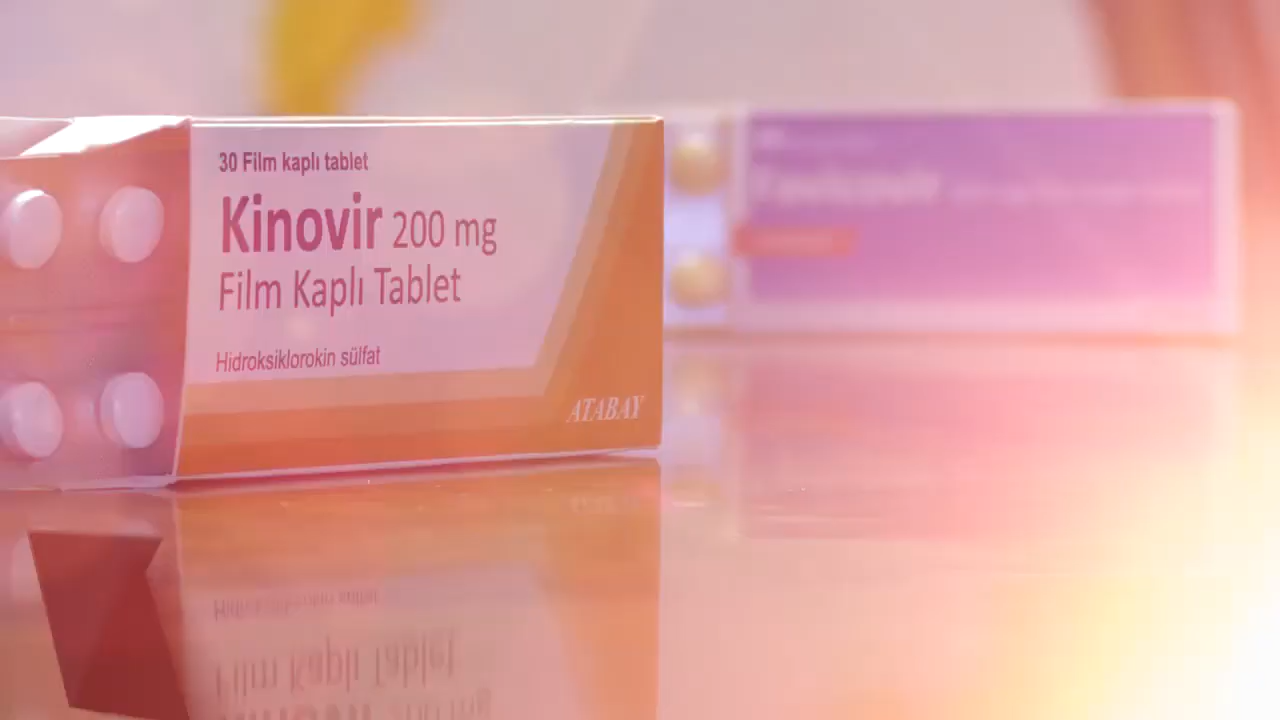 30 Film kaplı tablet
Kinovir 200 mg
Film Kaplı Tablet
Hidroksiklorokin sülfat
ATABAY